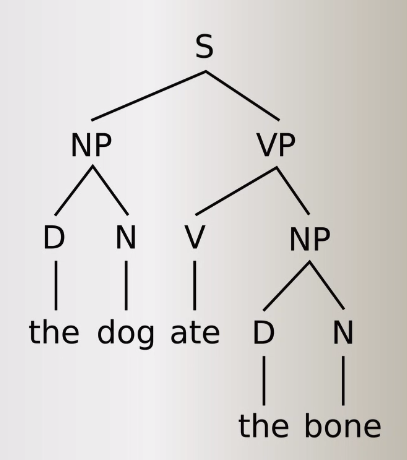 S
NP VP
D N V NP
the dog ate D N
the bone